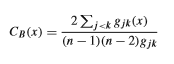 C_B(x) = \frac{2 \sum_{j<k} g_{jk}(x)}{(n-1)(n-2)g_{jk}}